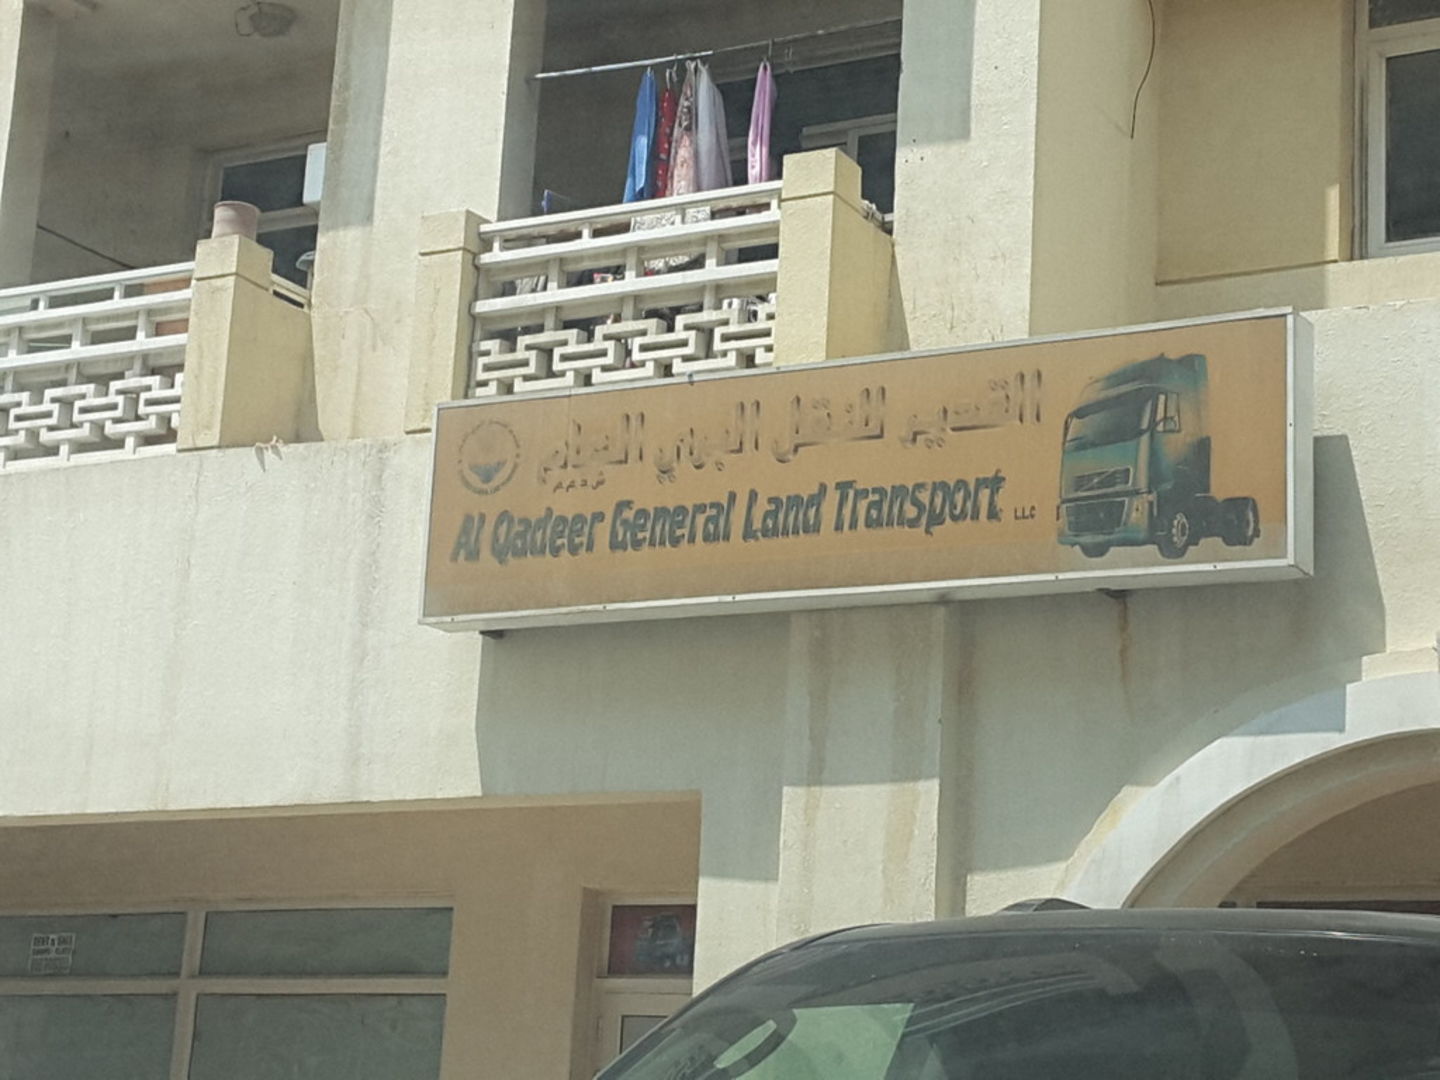 القدير للنقل البري العام
ش.ذ.م.م
Al Qadeer General Land Transport LLC